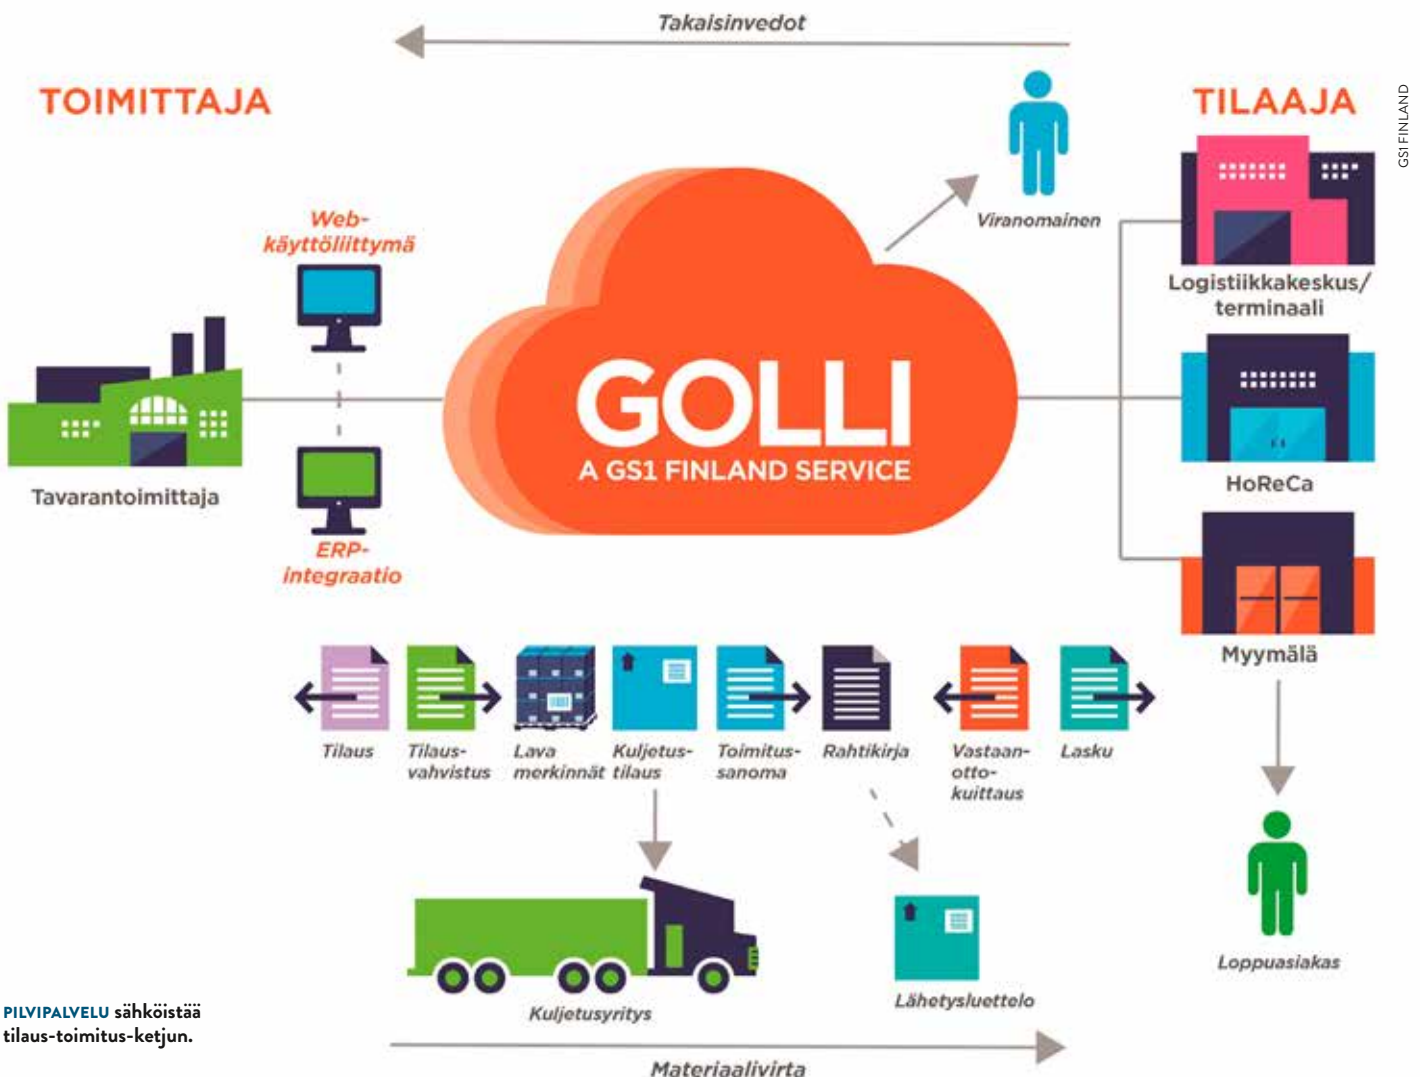 Takaisinvedot
TOIMITTAJA
TILAAJA
GS1 FINLAND
Viranomainen
Web-
käyttöliittymä
Logistiikkakeskus/
terminaali
GOLLI
A GS1 FINLAND SERVICE
Tavarantoimittaja
HoReCa
ERP-
integraatio
Myymälä
Tilaus
Tilaus-
vahvistus
Lava
merkinnät
Kuljetus-
tilaus
Toimitus-
sanoma
Rahtikirja
Vastaan-
otto-
kuittaus
Lasku
Loppuasiakas
Lähetysluettelo
Kuljetusyritys
PILVIPALVELU sähköistää
tilaus-toimitus-ketjun.
Materiaalivirta